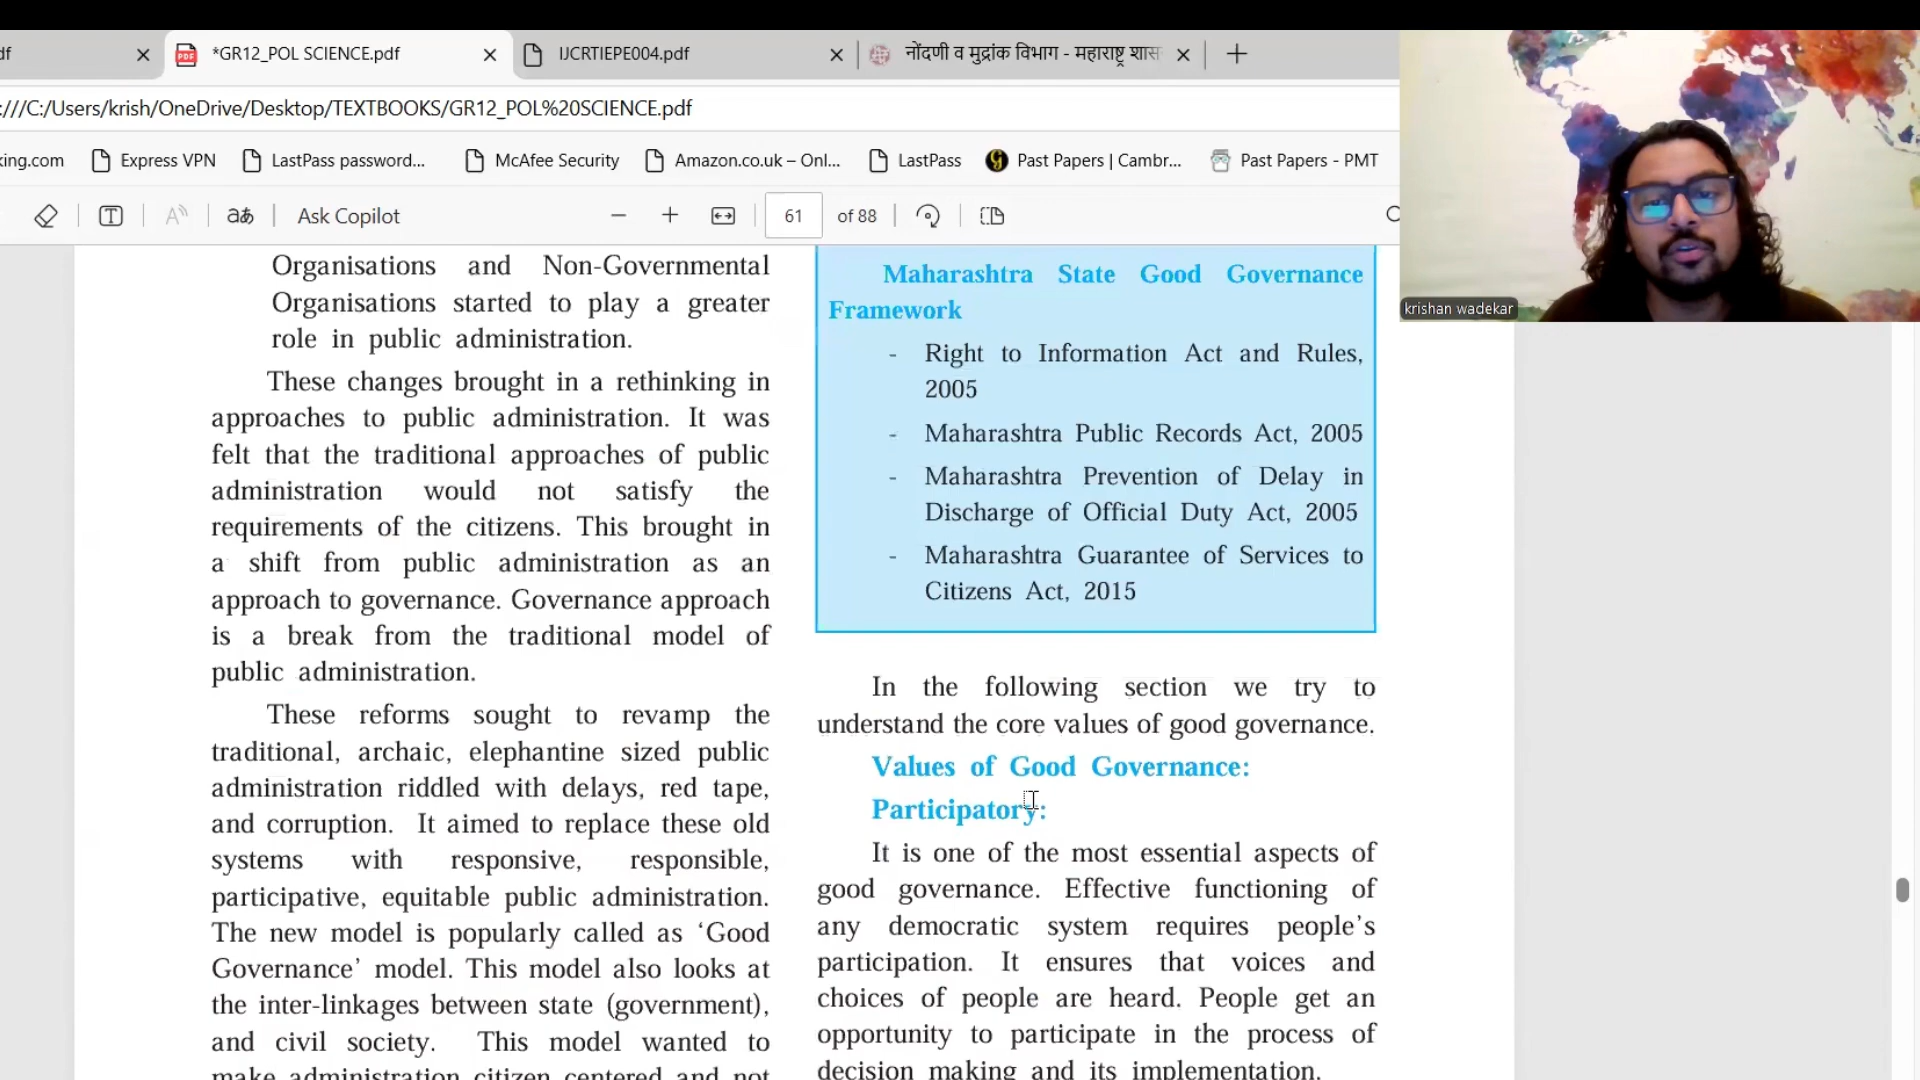 df
*GR12_POL SCIENCE.pdf
IJCRTIEPE004.pdf
नोंदणी व मुद्रांक विभाग - महाराष्ट्र शास
:///C:/Users/krish/OneDrive/Desktop/TEXTBOOKS/GR12_POL%20SCIENCE.pdf
king.com
Express VPN
LastPass password...
McAfee Security
Amazon.co.uk – Onl...
LastPass
Past Papers | Cambr...
Past Papers - PMT
Ask Copilot
61 of 88
krishan wadekar
Organisations and Non-Governmental
Organisations started to play a greater
role in public administration.
These changes brought in a rethinking in
approaches to public administration. It was
felt that the traditional approaches of public
administration would not satisfy the
requirements of the citizens. This brought in
a shift from public administration as an
approach to governance. Governance approach
is a break from the traditional model of
public administration.
These reforms sought to revamp the
traditional, archaic, elephantine sized public
administration riddled with delays, red tape,
and corruption. It aimed to replace these old
systems with responsive, responsible,
participative, equitable public administration.
The new model is popularly called as ‘Good
Governance’ model. This model also looks at
the inter-linkages between state (government),
and civil society. This model wanted to
make administration citizen centered and not
Maharashtra State Good Governance
Framework
- Right to Information Act and Rules,
2005
- Maharashtra Public Records Act, 2005
- Maharashtra Prevention of Delay in
Discharge of Official Duty Act, 2005
- Maharashtra Guarantee of Services to
Citizens Act, 2015
In the following section we try to
understand the core values of good governance.
Values of Good Governance:
Participatory:
It is one of the most essential aspects of
good governance. Effective functioning of
any democratic system requires people’s
participation. It ensures that voices and
choices of people are heard. People get an
opportunity to participate in the process of
decision making and its implementation.